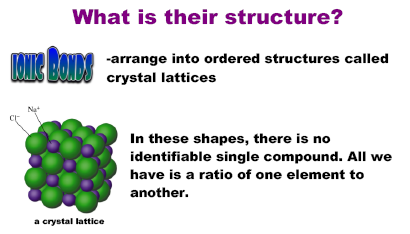 What is their structure?
IONIC BONDS
-arrange into ordered structures called
crystal lattices
Na⁺
Cl⁻
In these shapes, there is no
identifiable single compound. All we
have is a ratio of one element to
another.
a crystal lattice